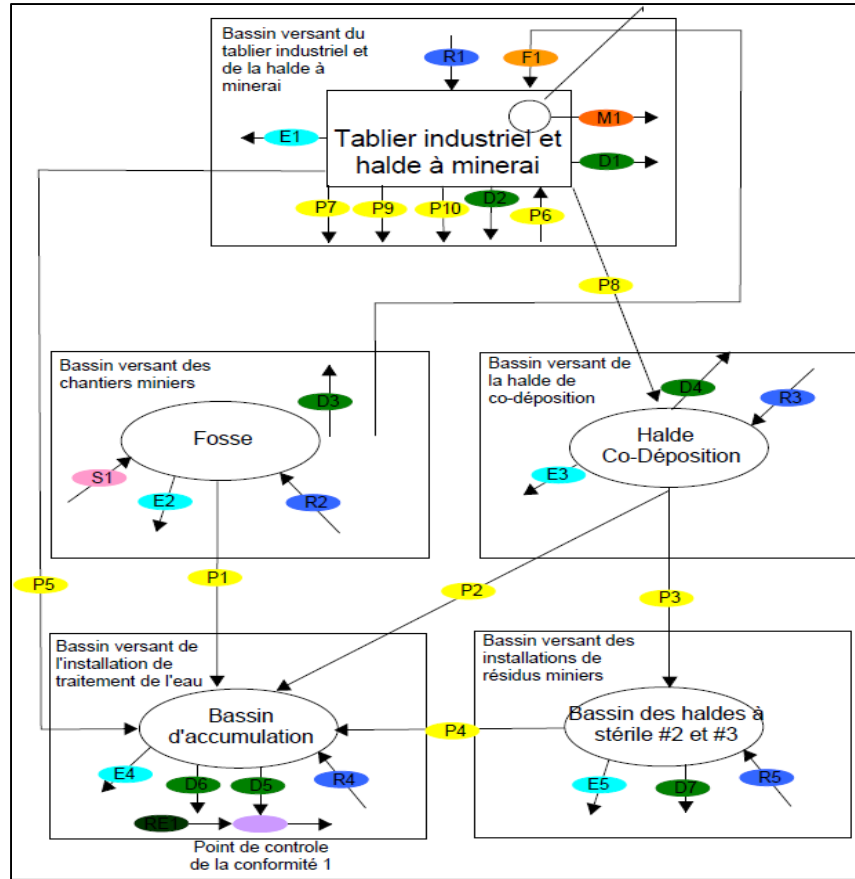 Bassin versant du
tablier industriel et
de la halde à
minerai
R1
F1
M1
E1
Tablier industriel et
halde à minerai
D1
P7
P9
P10
D2
P6
P8
Bassin versant des
chantiers miniers
D3
Fosse
S1
E2
R2
Bassin versant de
la halde de
co-déposition
D4
R3
Halde
Co-Déposition
E3
P5
P1
P2
P3
Bassin versant de
l'installation de
traitement de l'eau
Bassin
d'accumulation
P4
E4
D6
D5
R4
RE1
Point de controle
de la conformité 1
Bassin versant des
installations de
résidus miniers
Bassin des haldes à
stérile #2 et #3
E5
D7
R5